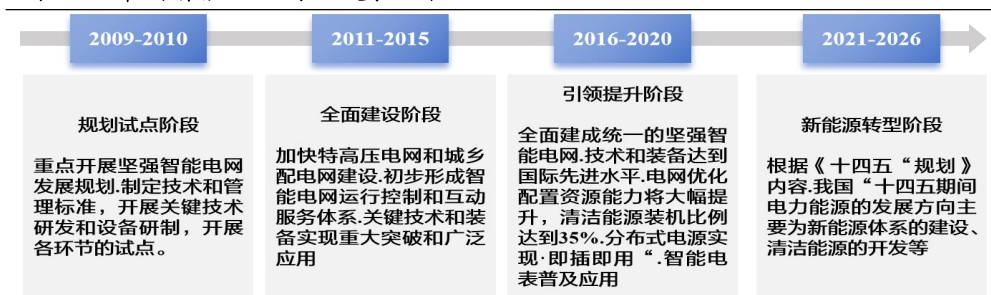 2009-2010
2011-2015
2016-2020
2021-2026
规划试点阶段
重点开展坚强智能电网
发展规划.制定技术和管
理标准，开展关键技术
研发和设备研制，开展
各环节的试点。
全面建设阶段
加快特高压电网和城乡
配电网建设.初步形成智
能电网运行控制和互动
服务体系.关键技术和装
备实现重大突破和广泛
应用
引领提升阶段
全面建成统一的坚强智
能电网.技术和装备达到
国际先进水平.电网优化
配置资源能力将大幅提
升，清洁能源装机比例
达到35%.分布式电源实
现·即插即用“.智能电
表普及应用
新能源转型阶段
根据《十四五“规划》
内容.我国“十四五期间
电力能源的发展方向主
要为新能源体系的建设、
清洁能源的开发等